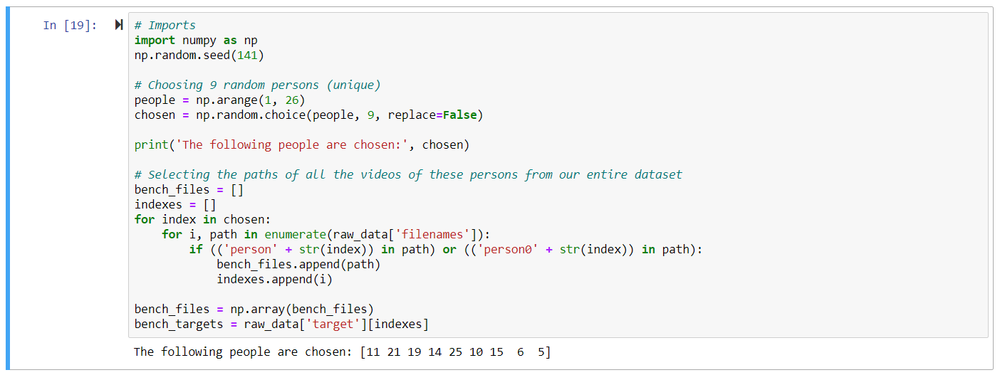 In [19]:
# Imports
import numpy as np
np.random.seed(141)
# Choosing 9 random persons (unique)
people = np.arange(1, 26)
chosen = np.random.choice(people, 9, replace=False)
print('The following people are chosen:', chosen)
# Selecting the paths of all the videos of these persons from our entire dataset
bench_files = []
indexes = []
for index in chosen:
    for i, path in enumerate(raw_data['filenames']):
        if (('person' + str(index)) in path) or (('person0' + str(index)) in path):
            bench_files.append(path)
            indexes.append(i)
bench_files = np.array(bench_files)
bench_targets = raw_data['target'][indexes]
The following people are chosen: [11 21 19 14 25 10 15  6  5]